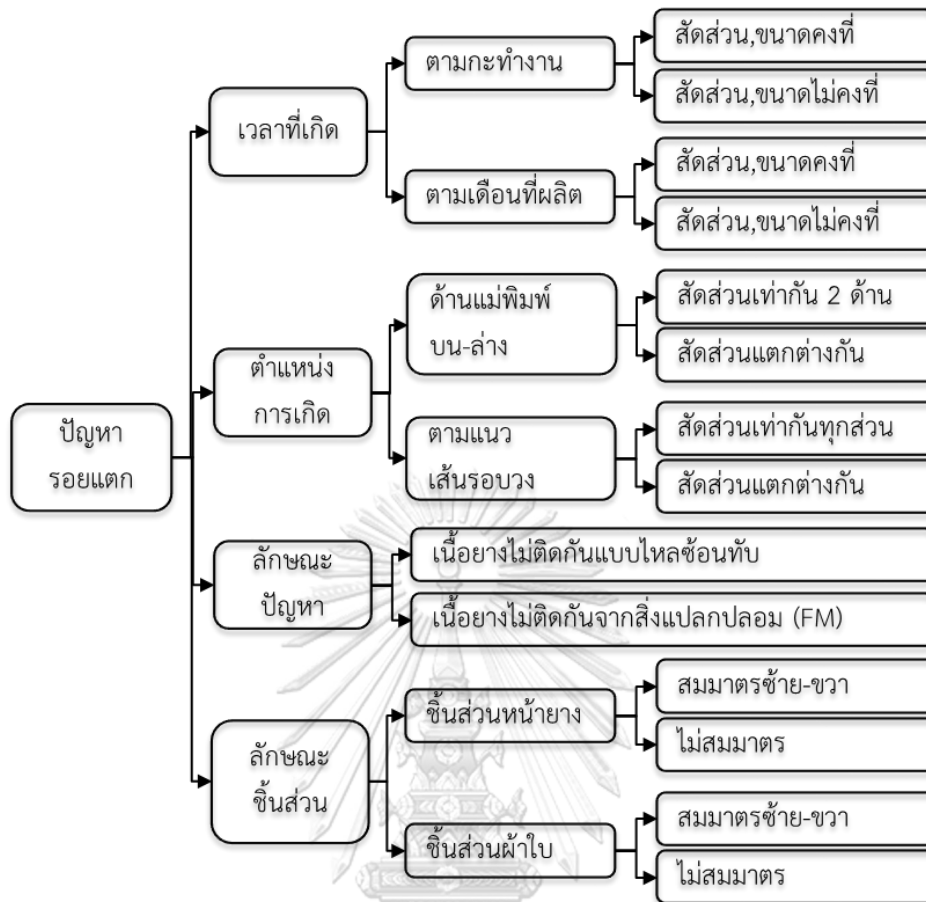 ปัญหา
รอยแตก
เวลาที่เกิด
ตามกะทำงาน
สัดส่วน,ขนาดคงที่
สัดส่วน,ขนาดไม่คงที่
ตามเดือนที่ผลิต
สัดส่วน,ขนาดคงที่
สัดส่วน,ขนาดไม่คงที่
ตำแหน่ง
การเกิด
ด้านแม่พิมพ์
บน-ล่าง
สัดส่วนเท่ากัน 2 ด้าน
สัดส่วนแตกต่างกัน
ตามแนว
เส้นรอบวง
สัดส่วนเท่ากันทุกส่วน
สัดส่วนแตกต่างกัน
ลักษณะ
ปัญหา
เนื้อยางไม่ติดกันแบบไหลซ้อนทับ
เนื้อยางไม่ติดกันจากสิ่งแปลกปลอม (FM)
ลักษณะ
ชิ้นส่วน
ชิ้นส่วนหน้ายาง
สมมาตรซ้าย-ขวา
ไม่สมมาตร
ชิ้นส่วนผ้าใบ
สมมาตรซ้าย-ขวา
ไม่สมมาตร